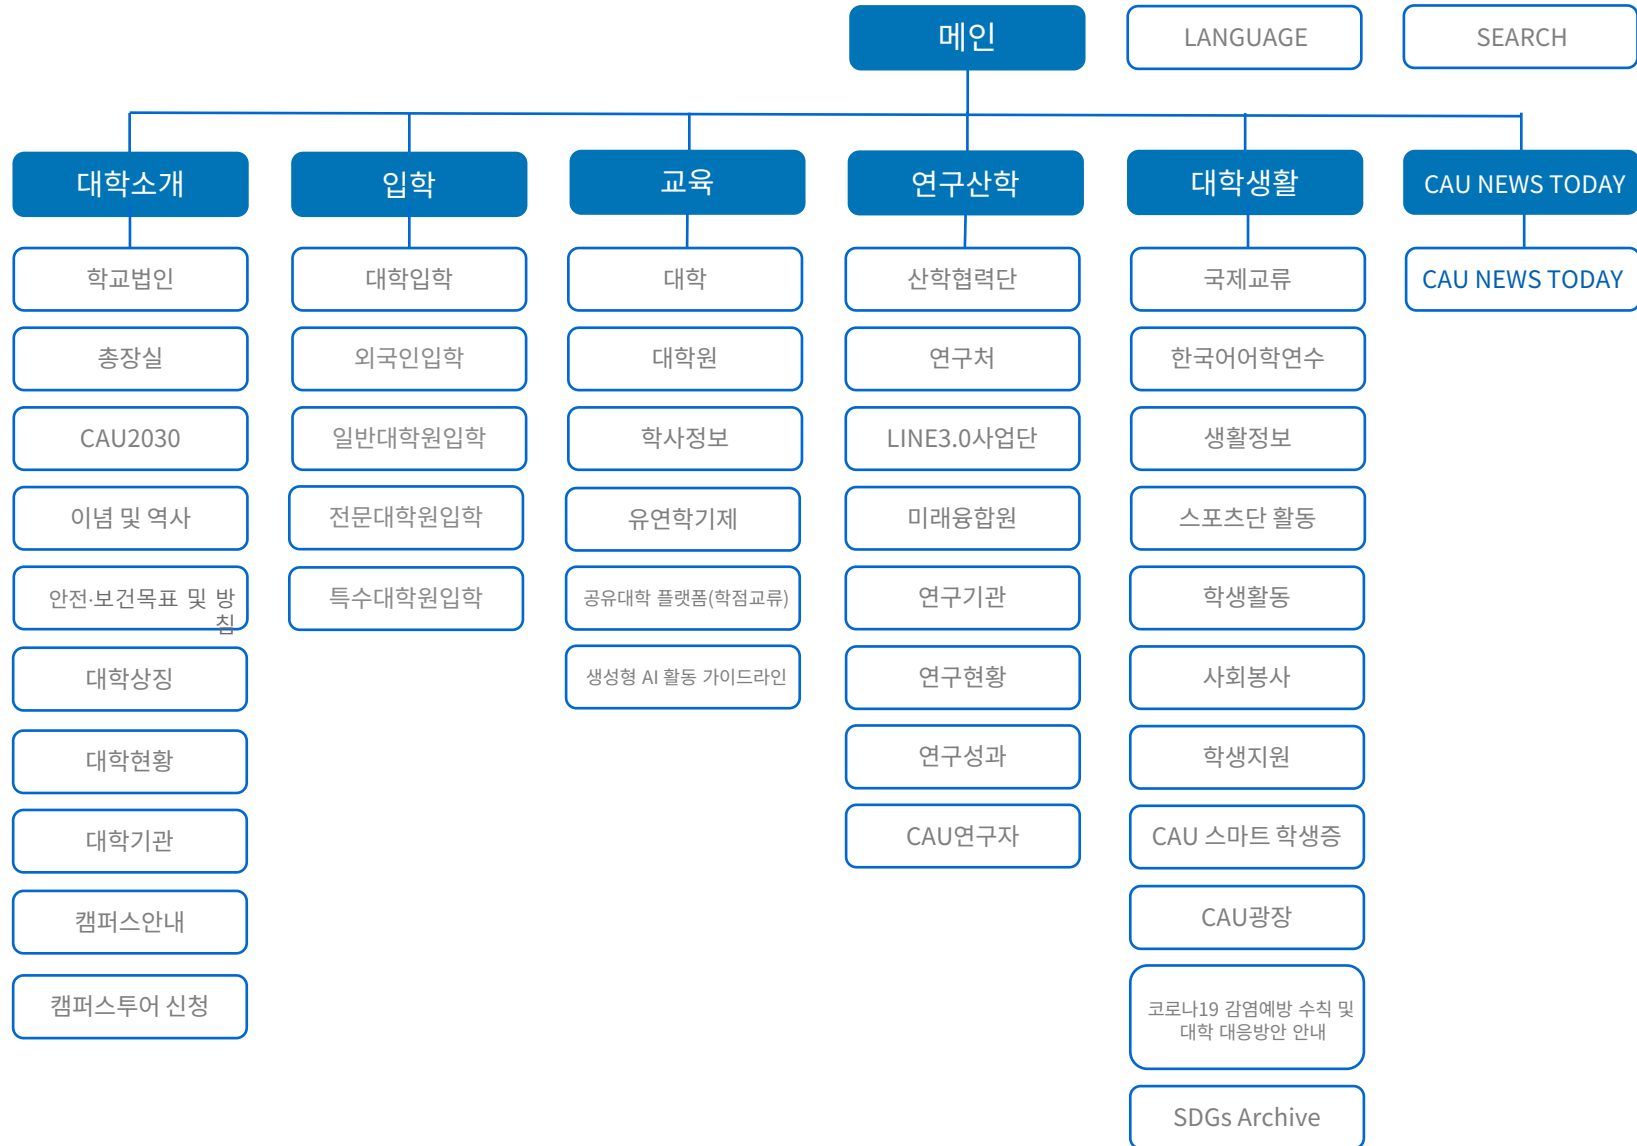 메인
LANGUAGE
SEARCH
대학소개
입학
교육
연구산학
대학생활
CAU NEWS TODAY
학교법인
총장실
CAU2030
이념 및 역사
안전·보건목표 및 방
침
대학상징
대학현황
대학기관
캠퍼스안내
캠퍼스투어 신청
대학입학
외국인입학
일반대학원입학
전문대학원입학
특수대학원입학
대학
대학원
학사정보
유연학기제
공유대학 플랫폼(학점교류)
생성형 AI 활동 가이드라인
산학협력단
연구처
LINE3.0사업단
미래융합원
연구기관
연구현황
연구성과
CAU연구자
국제교류
한국어어학연수
생활정보
스포츠단 활동
학생활동
사회봉사
학생지원
CAU 스마트 학생증
CAU광장
코로나19 감염예방 수칙 및
대학 대응방안 안내
SDGs Archive
CAU NEWS TODAY